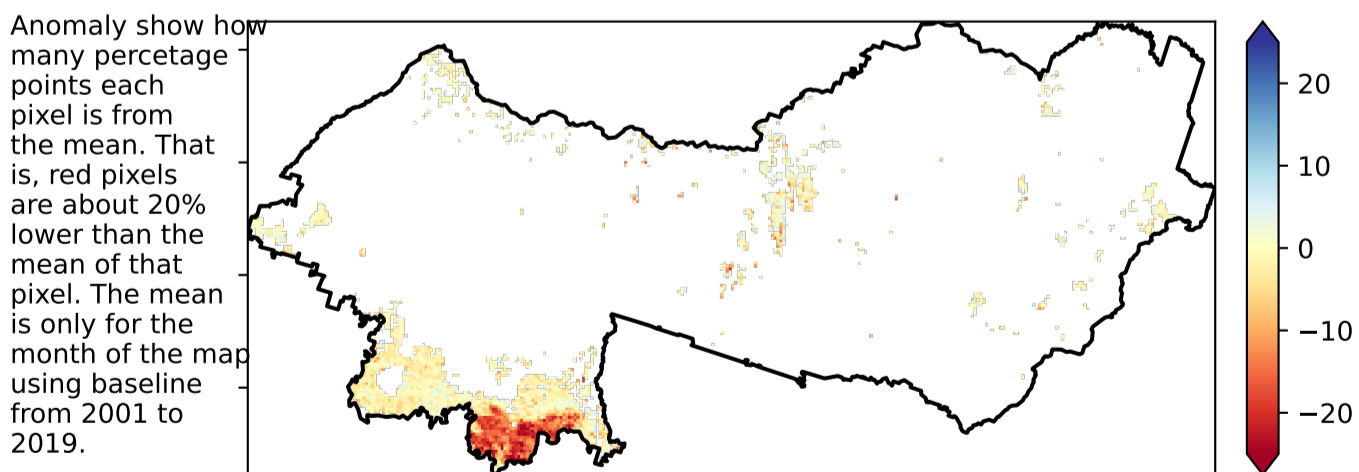 Anomaly show how
many percetage
points each
pixel is from
the mean. That
is, red pixels
are about 20%
lower than the
mean of that
pixel. The mean
is only for the
month of the map
using baseline
from 2001 to
2019.
20
10
0
−10
−20